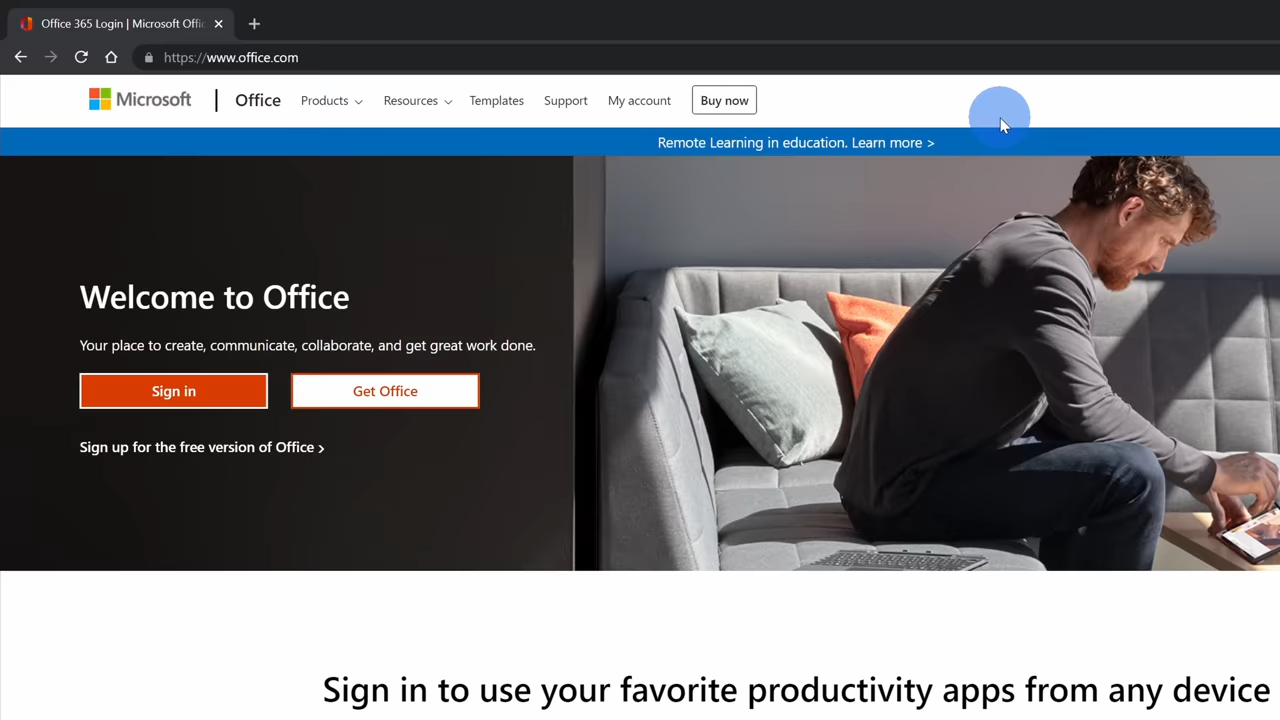 Office 365 Login | Microsoft Offic
https://www.office.com
Microsoft Office Products Resources Templates Support My account Buy now
Remote Learning in education. Learn more >
Welcome to Office
Your place to create, communicate, collaborate, and get great work done.
Sign in Get Office
Sign up for the free version of Office >
Sign in to use your favorite productivity apps from any device